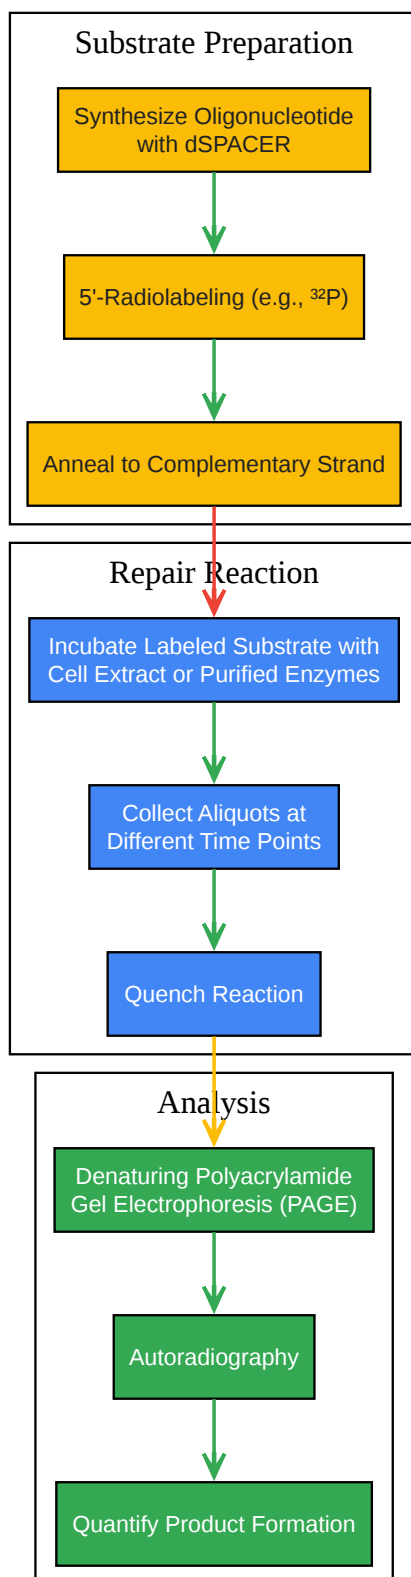 Substrate Preparation
Synthesize Oligonucleotide
with dSPACER
5'-Radiolabeling (e.g., ³²P)
Anneal to Complementary Strand
Repair Reaction
Incubate Labeled Substrate with
Cell Extract or Purified Enzymes
Collect Aliquots at
Different Time Points
Quench Reaction
Analysis
Denaturing Polyacrylamide
Gel Electrophoresis (PAGE)
Autoradiography
Quantify Product Formation